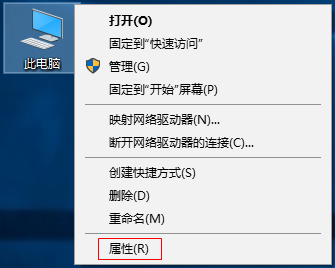 此电脑
打开(O)
固定到"快速访问"
管理(G)
固定到"开始"屏幕(P)
映射网络驱动器(N)...
断开网络驱动器的连接(C)...
创建快捷方式(S)
删除(D)
重命名(M)
属性(R)